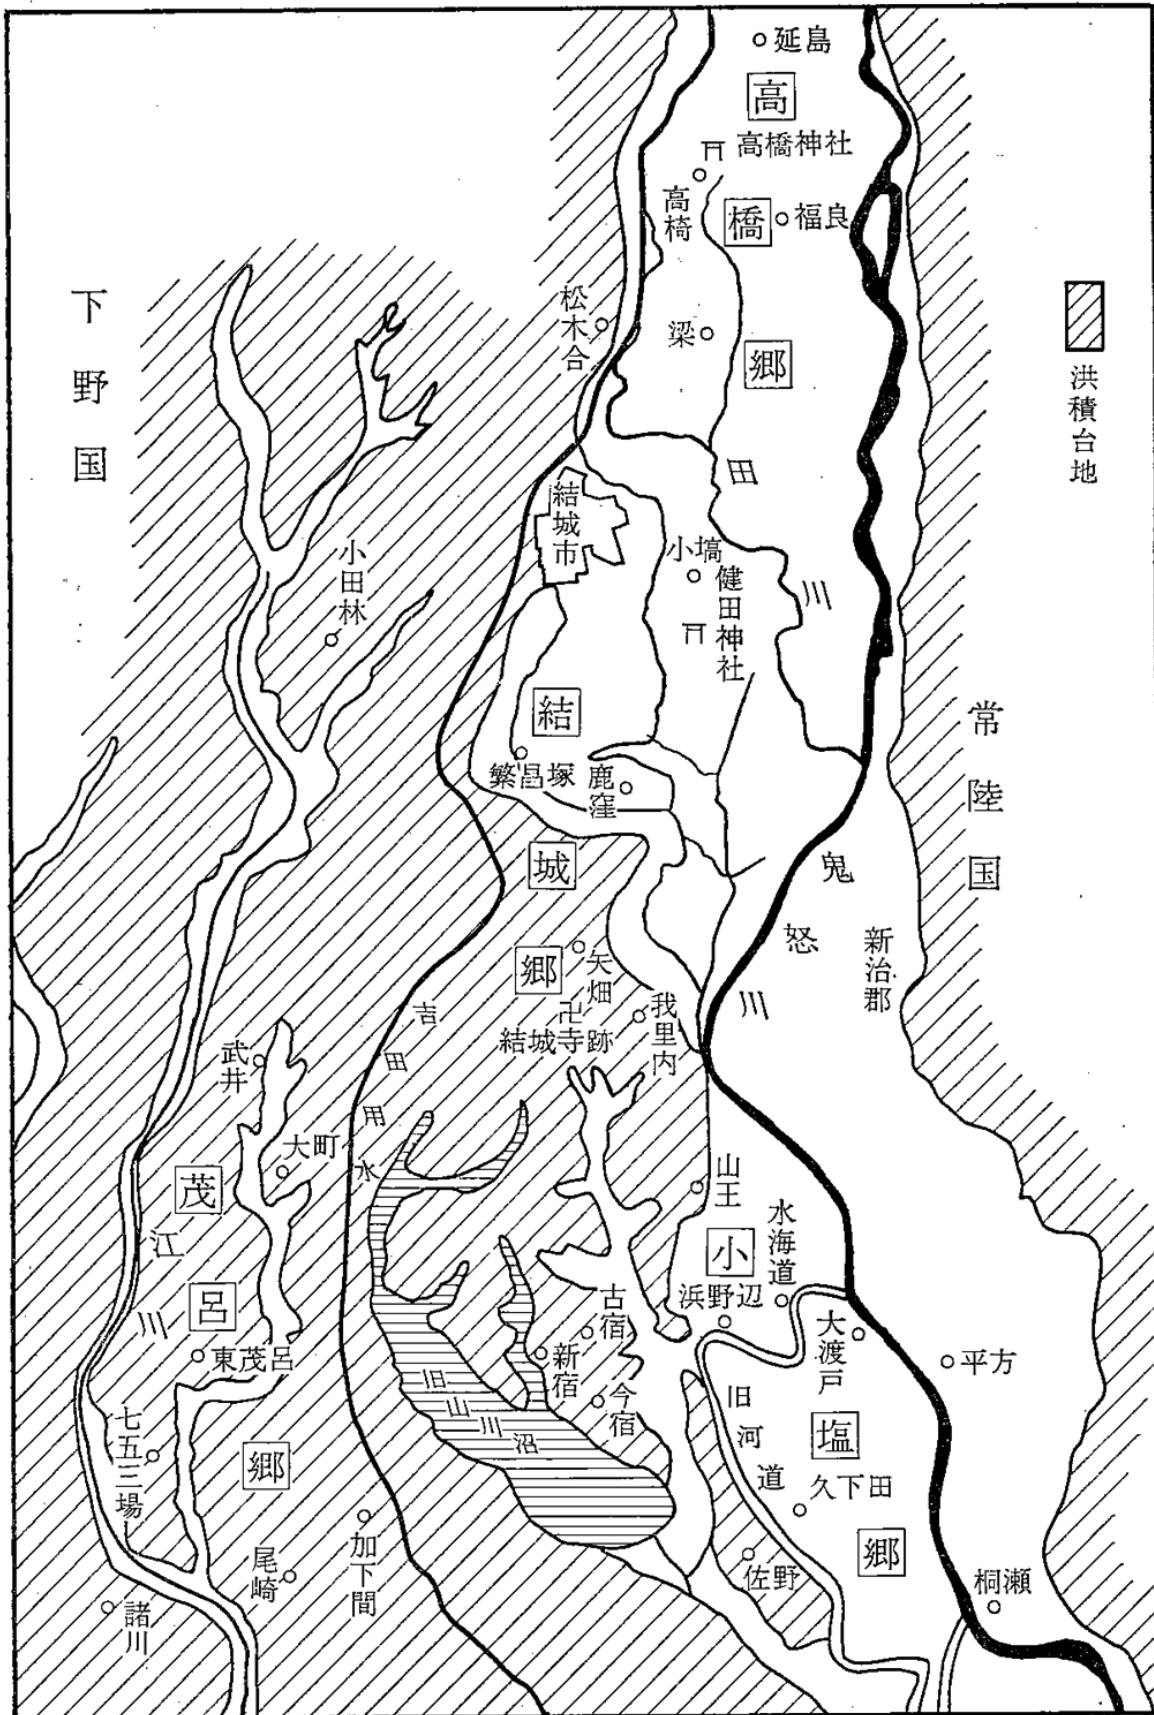 延島
高
高橋神社
高椅
橋
福良
松木合
梁
郷
下野国
洪積台地
田川
結城市
小塙
健田神社
小田林
結
繁昌塚
鹿窪
常陸国
城
鬼怒川
新治郡
郷
矢畑
結城寺跡
我里内
吉田用水
武井
大町
山王
茂
江川
小
水海道
浜野辺
呂
東茂呂
古宿
新宿
今宿
大渡戸
平方
旧山川沼
旧河道
塩
七五三場
郷
久下田
加下間
尾崎
佐野
郷
桐瀬
諸川